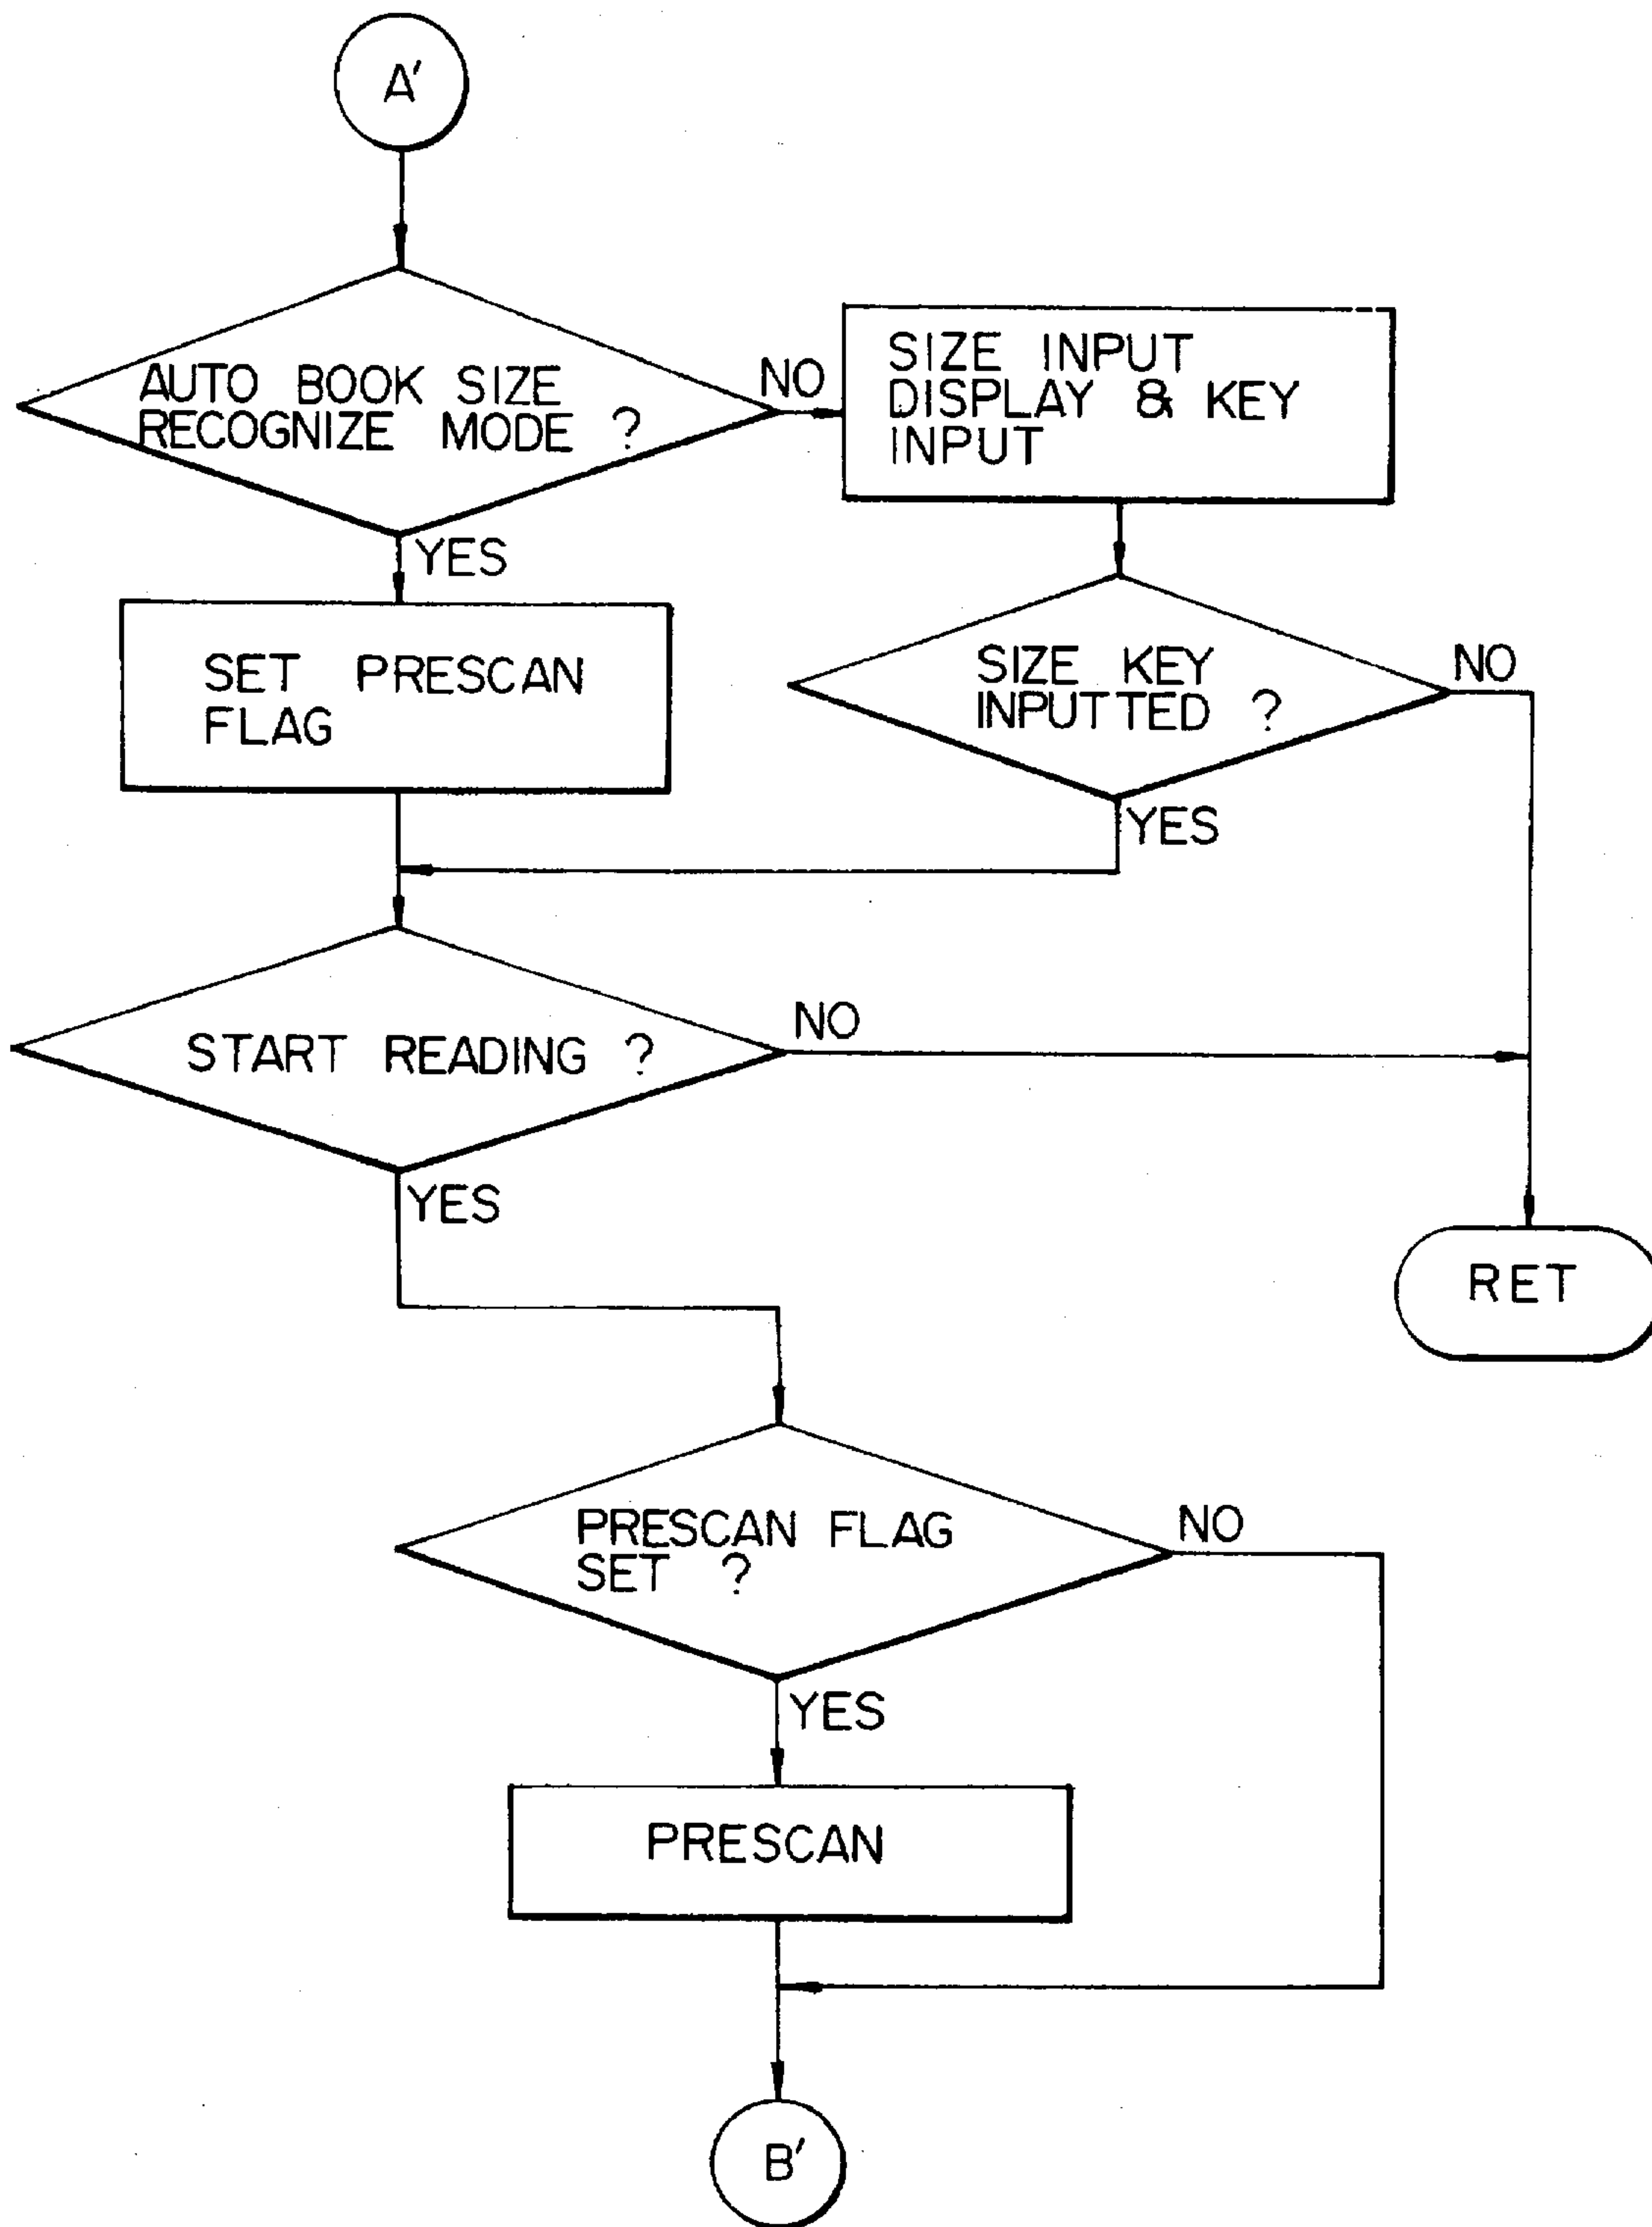 A'
AUTO BOOK SIZE
RECOGNIZE MODE ?
NO
SIZE INPUT
DISPLAY & KEY
INPUT
YES
SET PRESCAN
FLAG
SIZE KEY
INPUTTED ?
NO
YES
START READING ?
NO
YES
RET
PRESCAN FLAG
SET ?
NO
YES
PRESCAN
B'